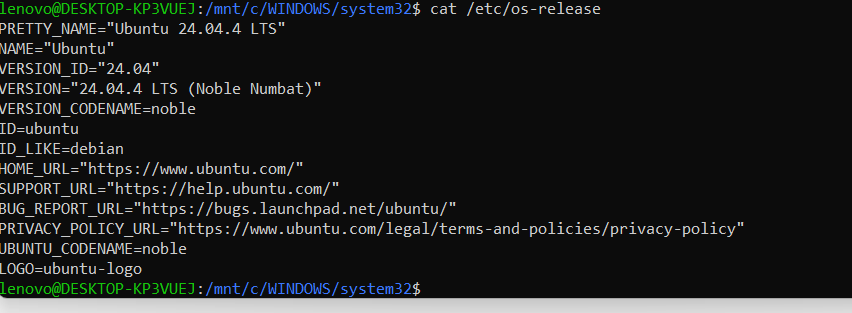 lenovo@DESKTOP-KP3VUEJ:/mnt/c/WINDOWS/system32$ cat /etc/os-release
PRETTY_NAME="Ubuntu 24.04.4 LTS"
NAME="Ubuntu"
VERSION_ID="24.04"
VERSION="24.04.4 LTS (Noble Numbat)"
VERSION_CODENAME=noble
ID=ubuntu
ID_LIKE=debian
HOME_URL="https://www.ubuntu.com/"
SUPPORT_URL="https://help.ubuntu.com/"
BUG_REPORT_URL="https://bugs.launchpad.net/ubuntu/"
PRIVACY_POLICY_URL="https://www.ubuntu.com/legal/terms-and-policies/privacy-policy"
UBUNTU_CODENAME=noble
LOGO=ubuntu-logo
lenovo@DESKTOP-KP3VUEJ:/mnt/c/WINDOWS/system32$